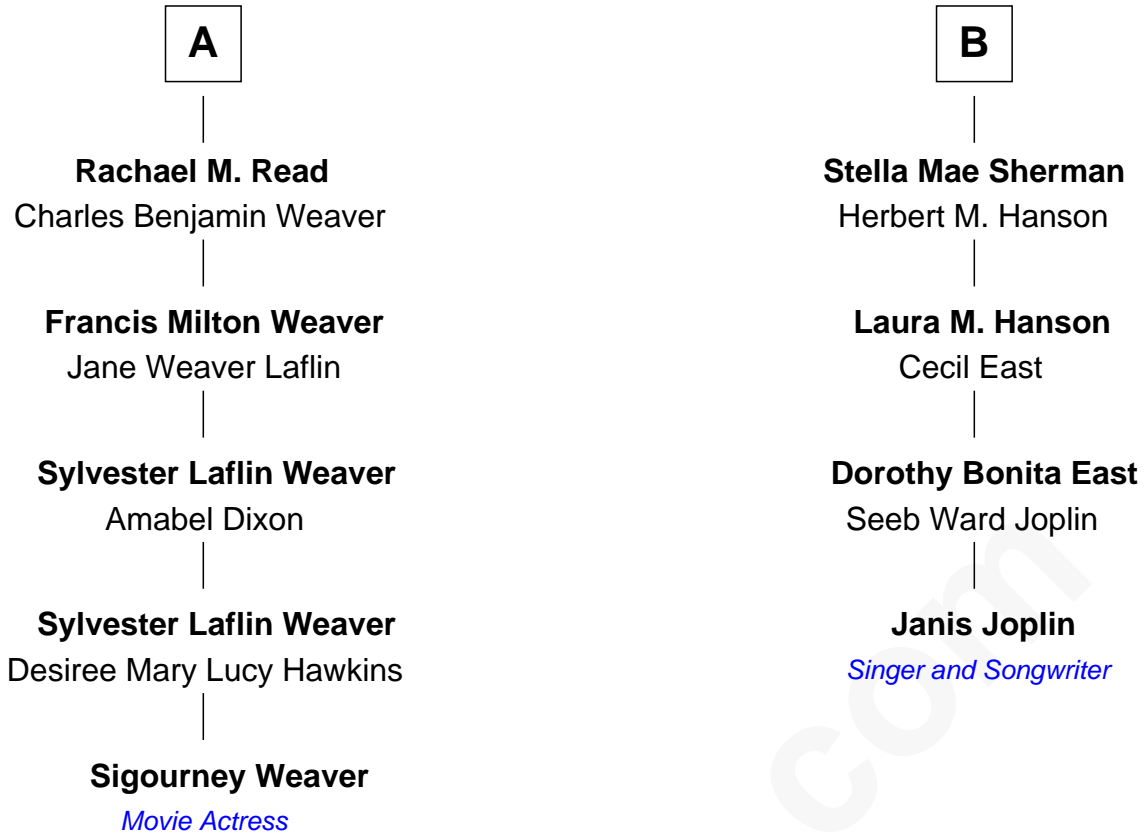 A
Rachael M. Read
Charles Benjamin Weaver
Francis Milton Weaver
Jane Weaver Laflin
Sylvester Laflin Weaver
Amabel Dixon
Sylvester Laflin Weaver
Desiree Mary Lucy Hawkins
Sigourney Weaver
Movie Actress
B
Stella Mae Sherman
Herbert M. Hanson
Laura M. Hanson
Cecil East
Dorothy Bonita East
Seeb Ward Joplin
Janis Joplin
Singer and Songwriter
com